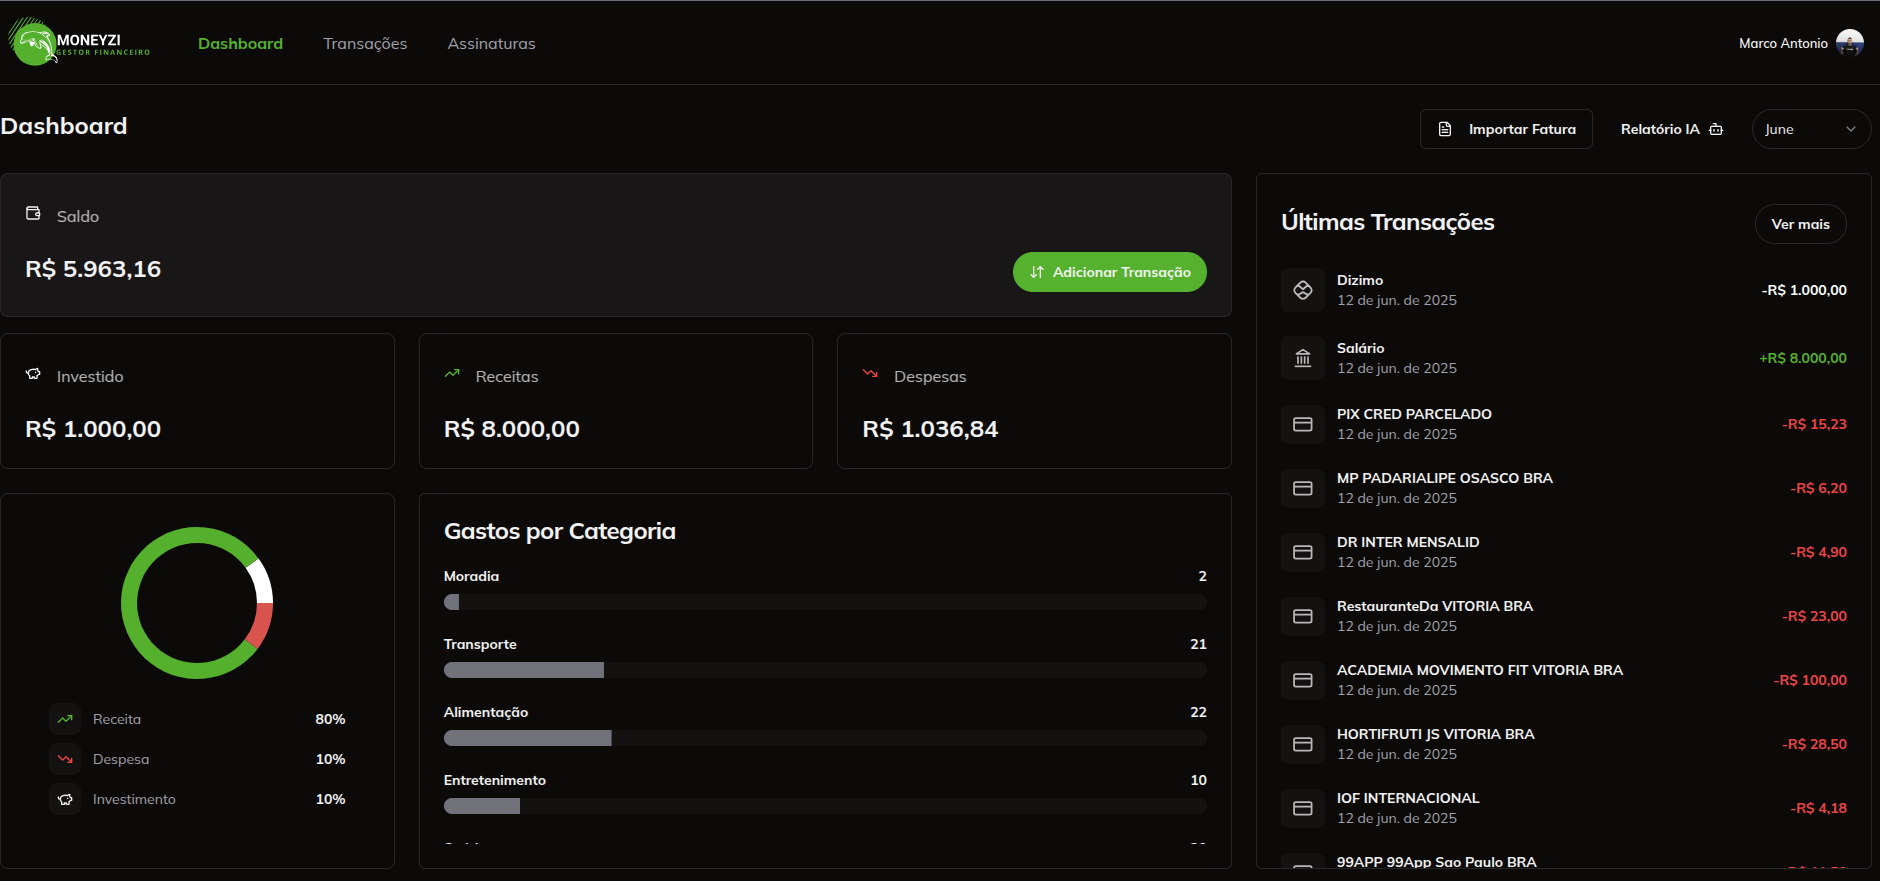 MONEYZI
GESTOR FINANCEIRO
Dashboard
Transações
Assinaturas
Marco Antonio
Dashboard
Importar Fatura
Relatório IA
June
Saldo
R$ 5.963,16
Adicionar Transação
Investido
R$ 1.000,00
Receitas
R$ 8.000,00
Despesas
R$ 1.036,84
Receita 80%
Despesa 10%
Investimento 10%
Gastos por Categoria
Moradia 2
Transporte 21
Alimentação 22
Entretenimento 10
Últimas Transações
Ver mais
Dizimo
12 de jun. de 2025
-R$ 1.000,00
Salário
12 de jun. de 2025
+R$ 8.000,00
PIX CRED PARCELADO
12 de jun. de 2025
-R$ 15,23
MP PADARIALIPE OSASCO BRA
12 de jun. de 2025
-R$ 6,20
DR INTER MENSALID
12 de jun. de 2025
-R$ 4,90
RestauranteDa VITORIA BRA
12 de jun. de 2025
-R$ 23,00
ACADEMIA MOVIMENTO FIT VITORIA BRA
12 de jun. de 2025
-R$ 100,00
HORTIFRUTI JS VITORIA BRA
12 de jun. de 2025
-R$ 28,50
IOF INTERNACIONAL
12 de jun. de 2025
-R$ 4,18
99APP 99App Sao Paulo BRA